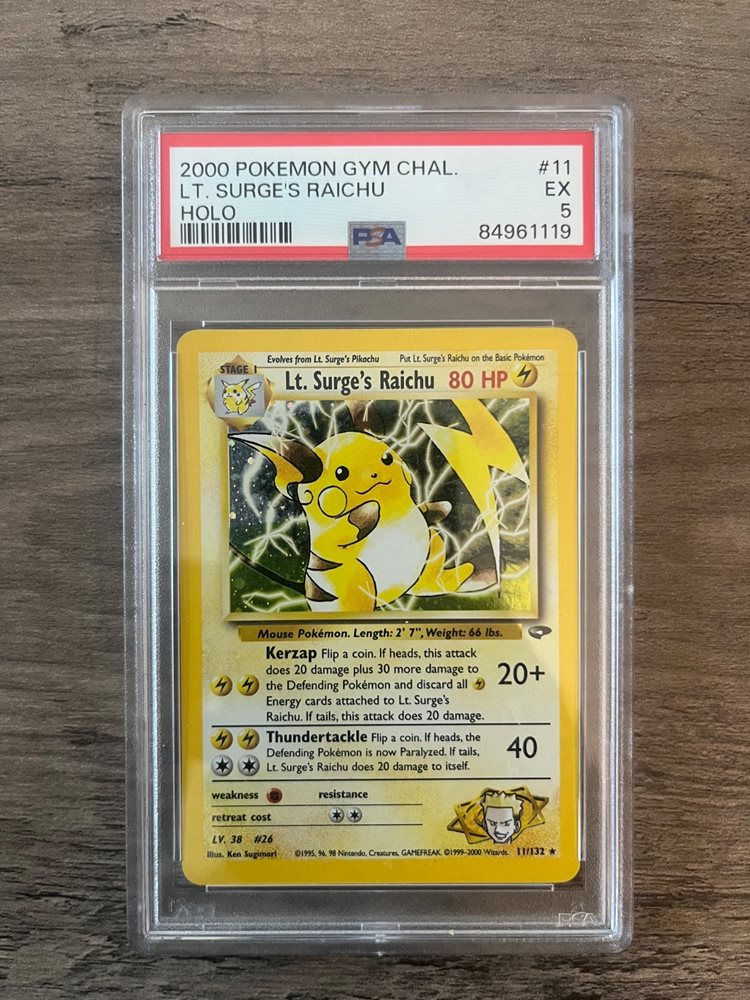 2000 POKEMON GYM CHAL. #11
LT. SURGE'S RAICHU EX
HOLO 5
PSA 84961119
Evolves from Lt. Surge's Pikachu Put Lt. Surge's Raichu on the Basic Pokémon
STAGE 1
Lt. Surge's Raichu 80 HP
Mouse Pokémon. Length: 2' 7", Weight: 66 lbs.
Kerzap Flip a coin. If heads, this attack
does 20 damage plus 30 more damage to
the Defending Pokémon and discard all
Energy cards attached to Lt. Surge's
Raichu. If tails, this attack does 20 damage.
20+
Thundertackle Flip a coin. If heads, the
Defending Pokémon is now Paralyzed. If tails,
Lt. Surge's Raichu does 20 damage to itself.
40
weakness resistance
retreat cost
LV. 38 #26
Illus. Ken Sugimori ©1995, 96, 98 Nintendo, Creatures, GAMEFREAK. ©1999-2000 Wizards. 11/132 ★
PSA